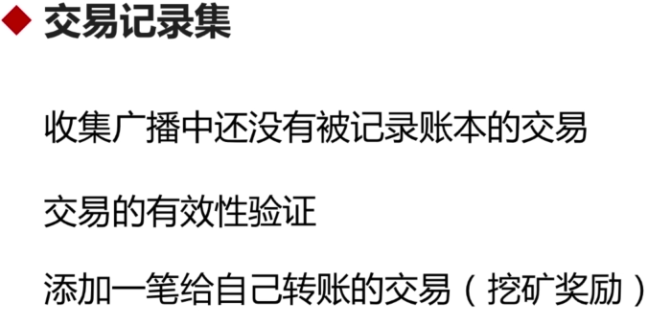 交易记录集
收集广播中还没有被记录账本的交易
交易的有效性验证
添加一笔给自己转账的交易（挖矿奖励）